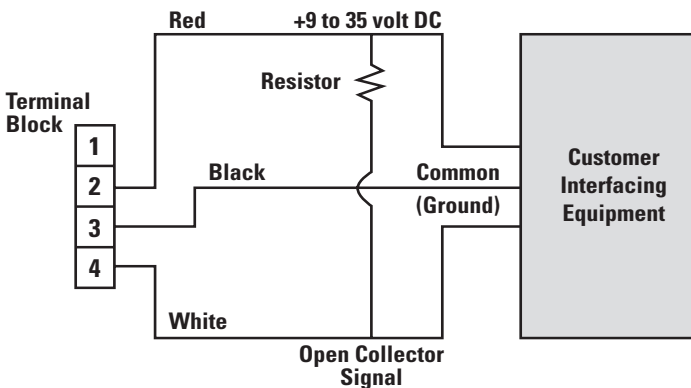 Red
+9 to 35 volt DC
Resistor
Terminal
Block
1
2
3
4
Black
Common
(Ground)
Customer
Interfacing
Equipment
White
Open Collector
Signal